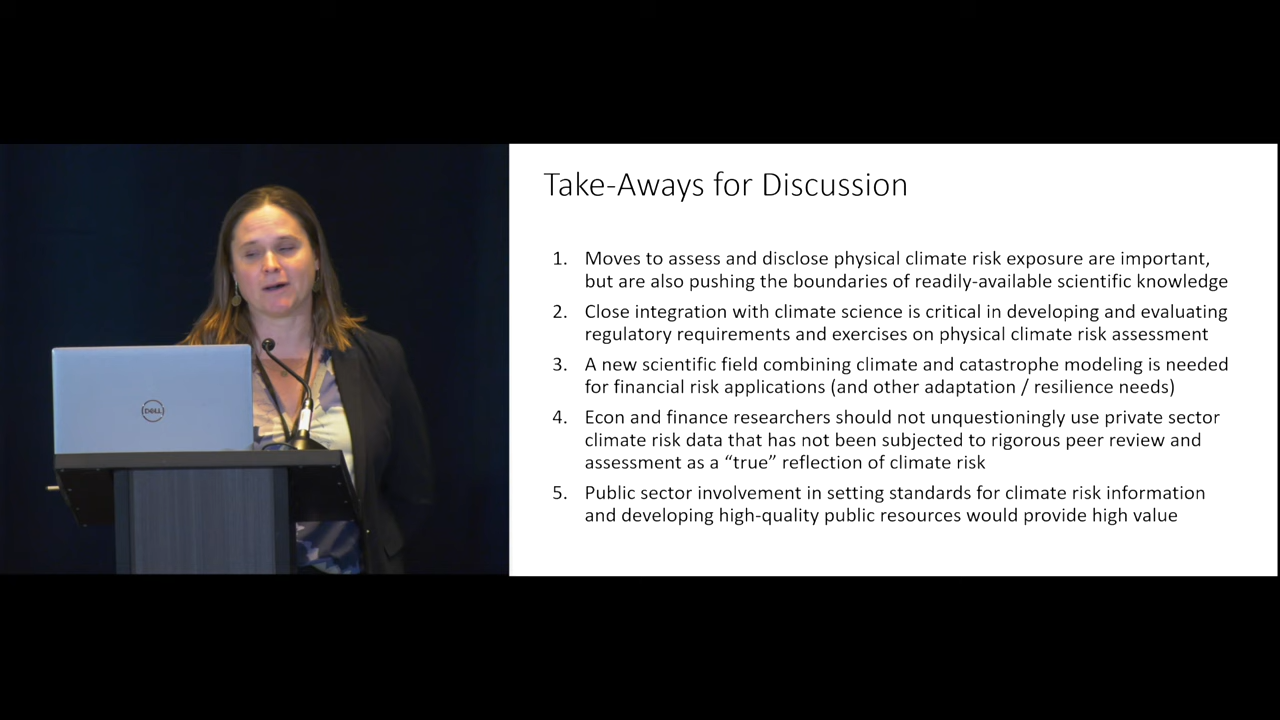 DELL
Take-Aways for Discussion
1. Moves to assess and disclose physical climate risk exposure are important,
but are also pushing the boundaries of readily-available scientific knowledge
2. Close integration with climate science is critical in developing and evaluating
regulatory requirements and exercises on physical climate risk assessment
3. A new scientific field combining climate and catastrophe modeling is needed
for financial risk applications (and other adaptation / resilience needs)
4. Econ and finance researchers should not unquestioningly use private sector
climate risk data that has not been subjected to rigorous peer review and
assessment as a “true” reflection of climate risk
5. Public sector involvement in setting standards for climate risk information
and developing high-quality public resources would provide high value